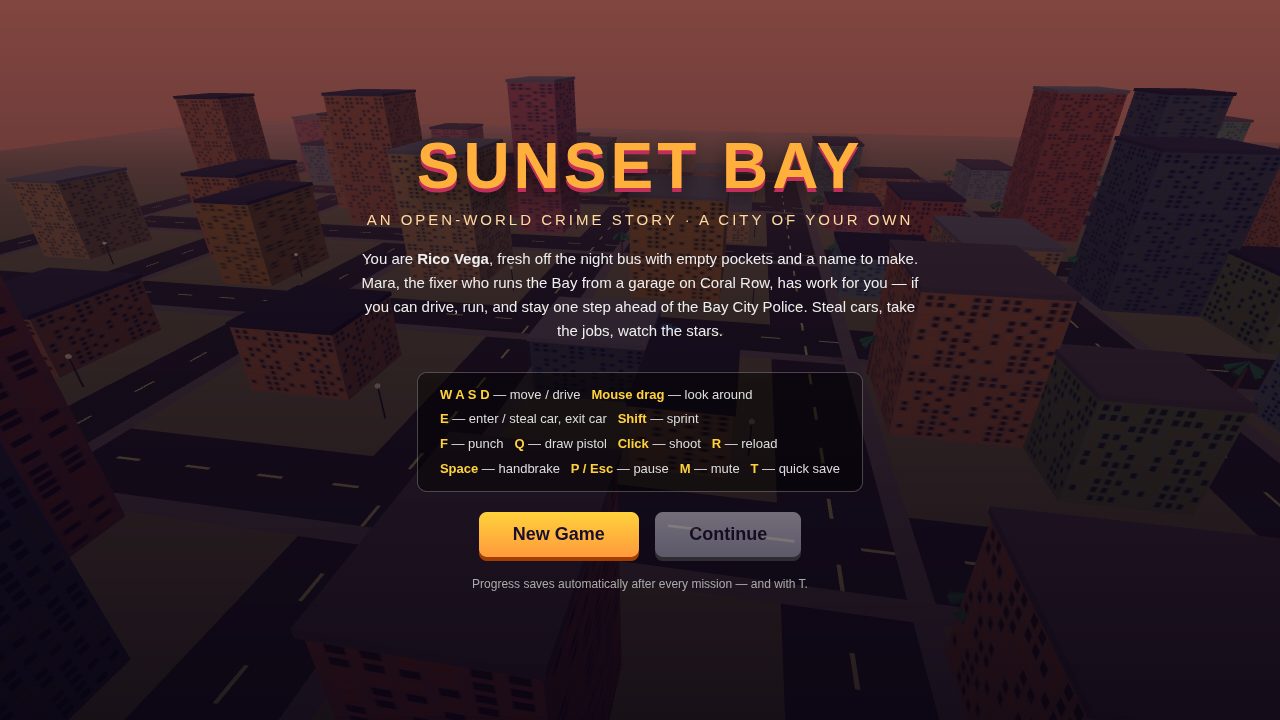 SUNSET BAY
AN OPEN-WORLD CRIME STORY · A CITY OF YOUR OWN
You are Rico Vega, fresh off the night bus with empty pockets and a name to make.
Mara, the fixer who runs the Bay from a garage on Coral Row, has work for you — if
you can drive, run, and stay one step ahead of the Bay City Police. Steal cars, take
the jobs, watch the stars.
W A S D — move / drive Mouse drag — look around
E — enter / steal car, exit car Shift — sprint
F — punch Q — draw pistol Click — shoot R — reload
Space — handbrake P / Esc — pause M — mute T — quick save
New Game Continue
Progress saves automatically after every mission — and with T.